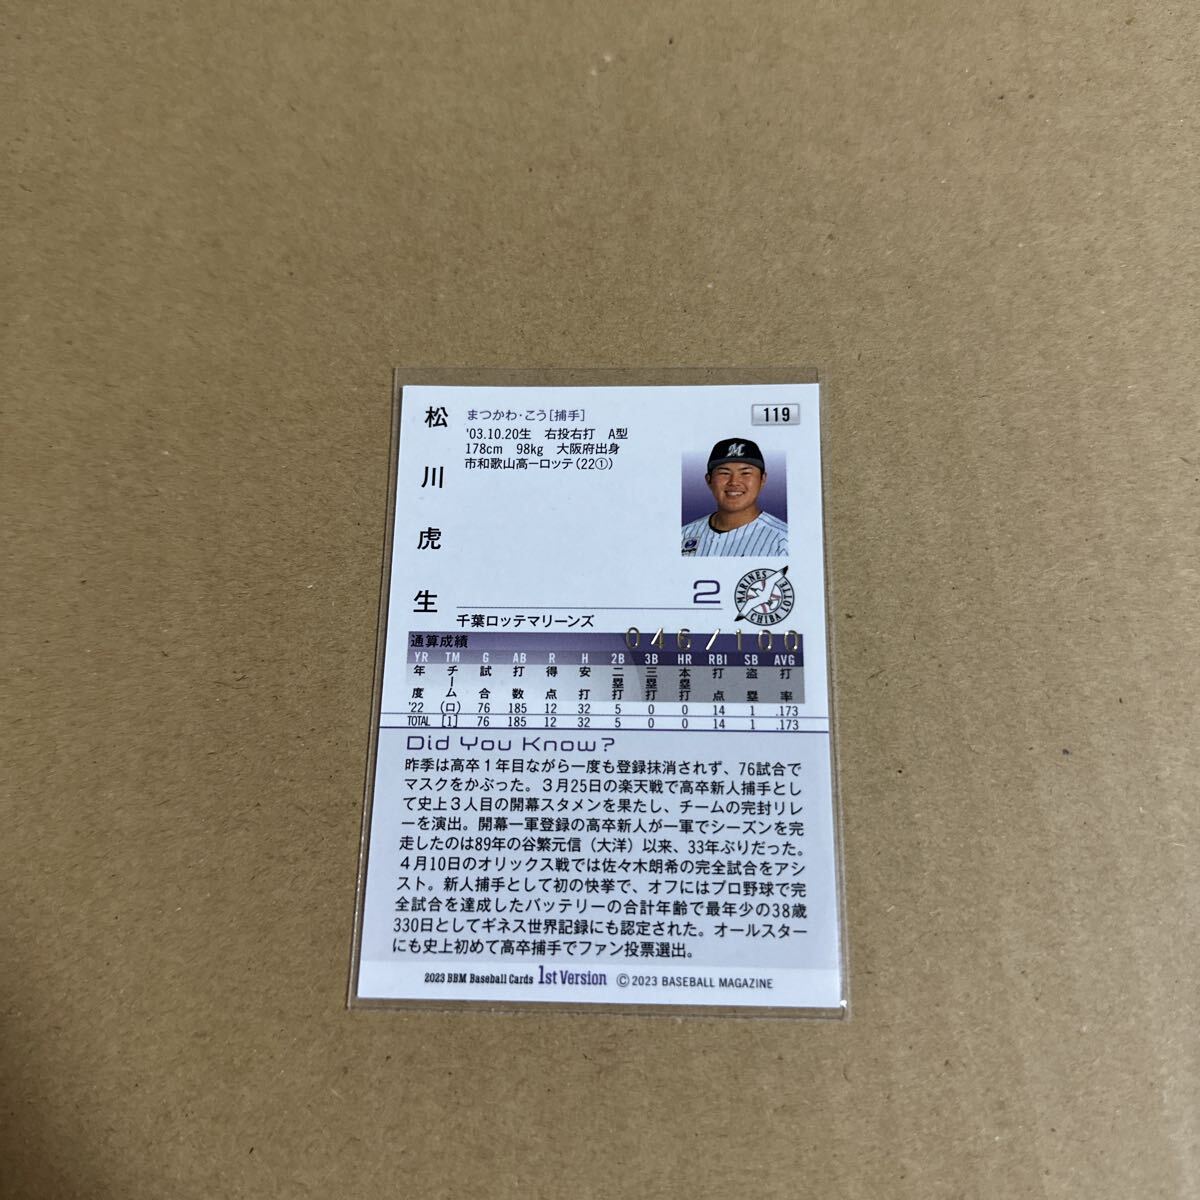 松川虎生
まつかわ・こう[捕手]
'03.10.20生 右投右打 A型
178cm 98kg 大阪府出身
市和歌山高ーロッテ(22①)
119
M
2
MARINES
CHIBA LOTTE
千葉ロッテマリーンズ
046/100
通算成績
YR TM G AB R H 2B 3B HR RBI SB AVG
年度 チーム 試合 打数 得点 安打 二塁打 三塁打 本塁打 打点 盗塁 打率
'22 (ロ) 76 185 12 32 5 0 0 14 1 .173
TOTAL [1] 76 185 12 32 5 0 0 14 1 .173
Did You Know?
昨季は高卒１年目ながら一度も登録抹消されず、76試合で
マスクをかぶった。３月25日の楽天戦で高卒新人捕手とし
て史上３人目の開幕スタメンを果たし、チームの完封リレ
ーを演出。開幕一軍登録の高卒新人が一軍でシーズンを完
走したのは89年の谷繁元信（大洋）以来、33年ぶりだった。
４月10日のオリックス戦では佐々木朗希の完全試合をアシ
スト。新人捕手として初の快挙で、オフにはプロ野球で完
全試合を達成したバッテリーの合計年齢で最年少の38歳
330日としてギネス世界記録にも認定された。オールスター
にも史上初めて高卒捕手でファン投票選出。
2023 BBM Baseball Cards 1st Version ©2023 BASEBALL MAGAZINE